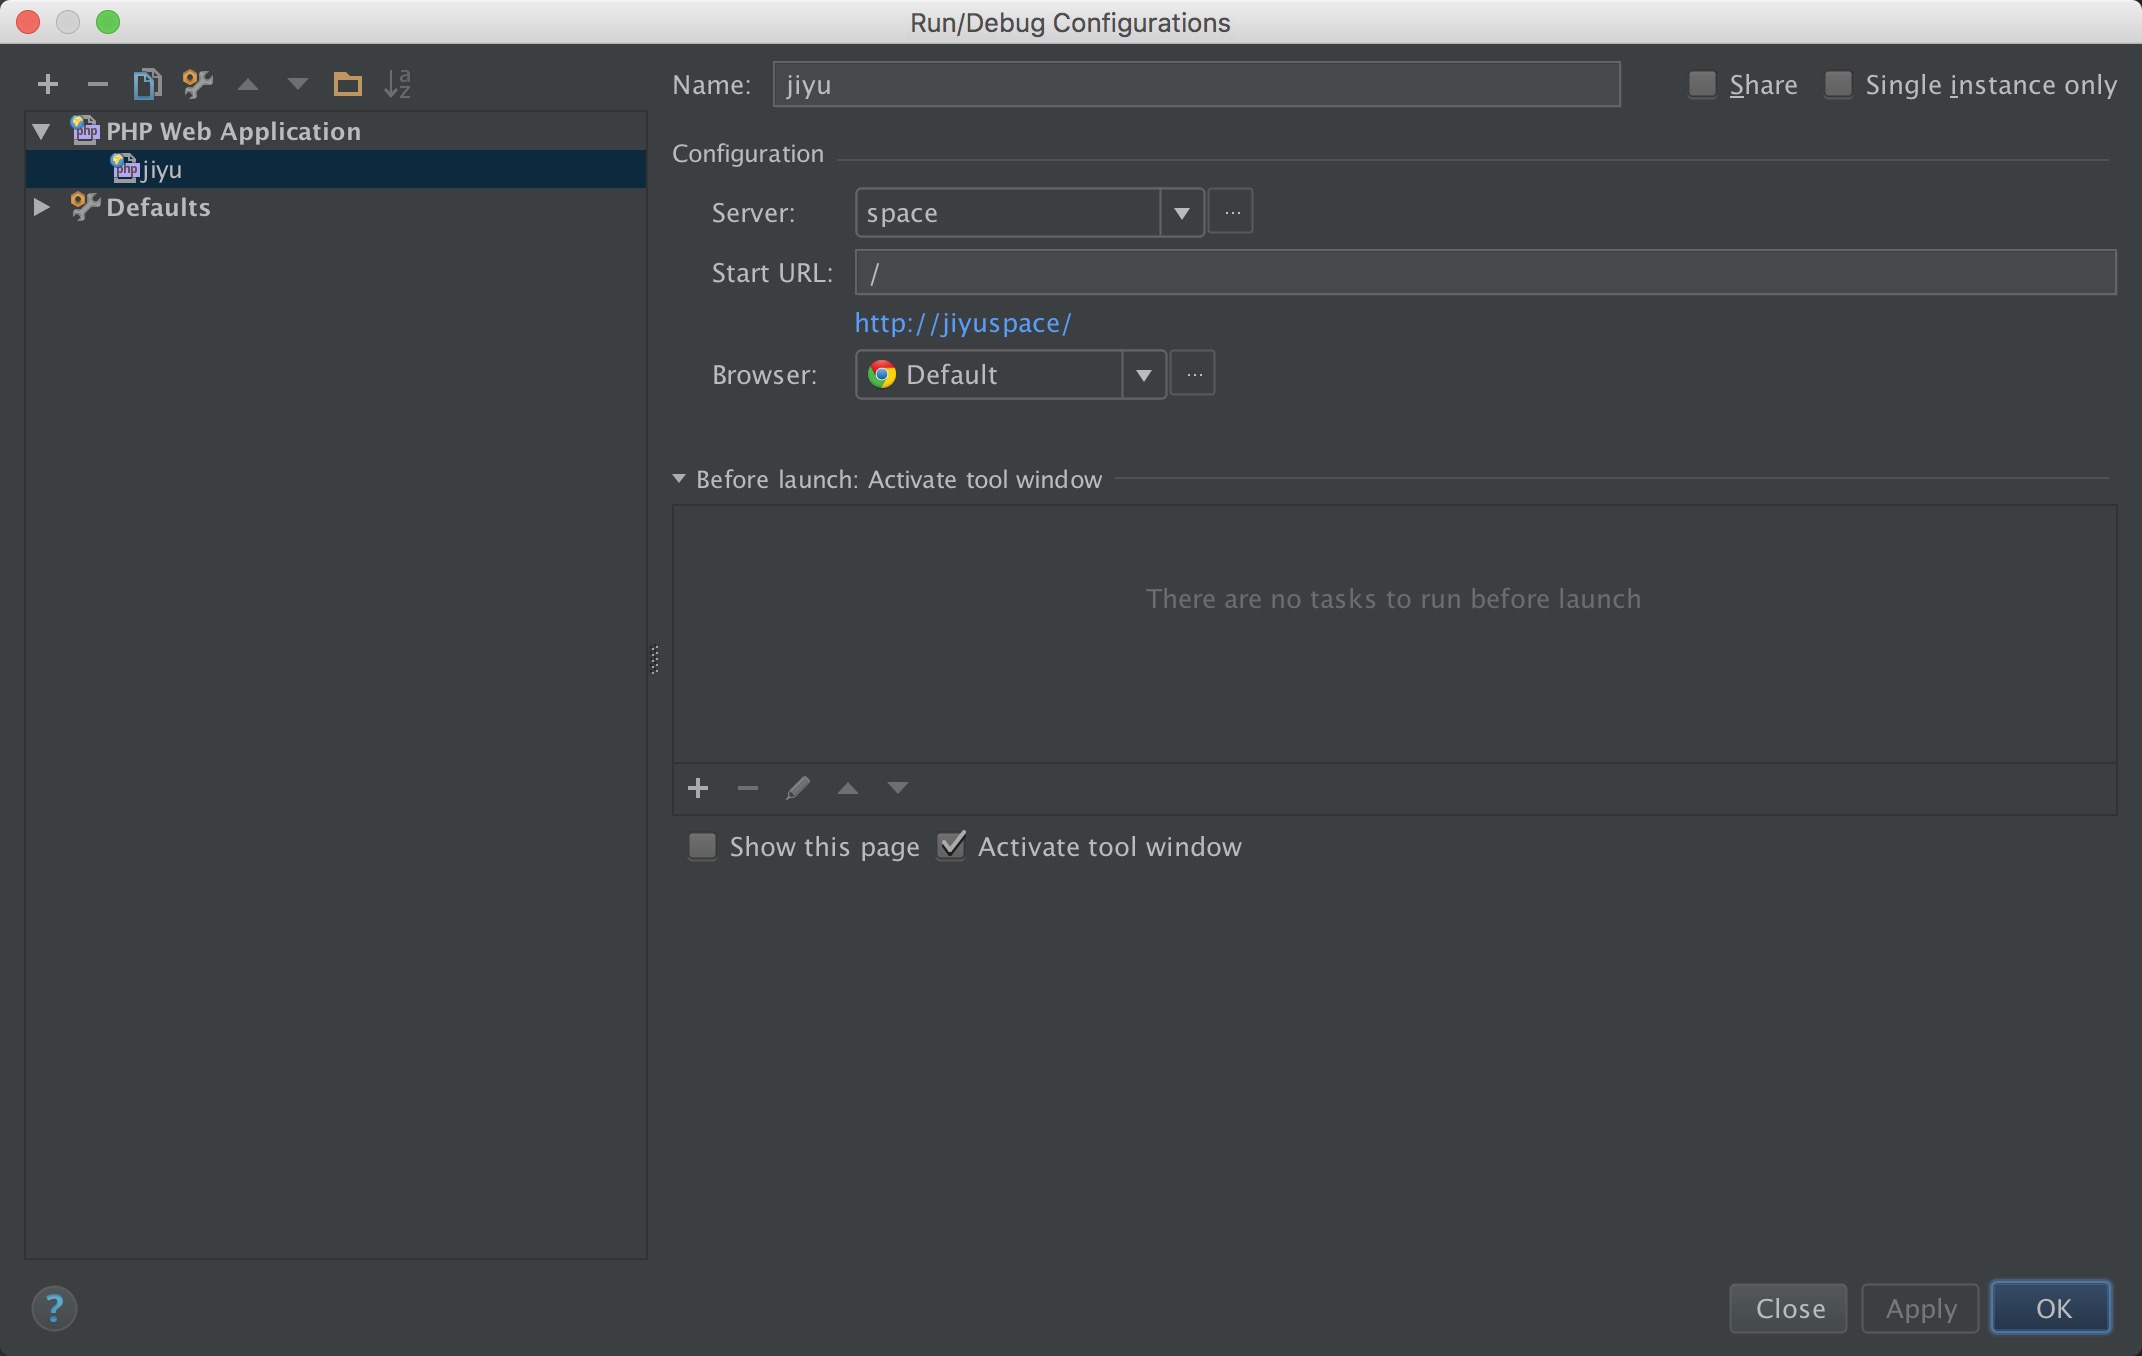 Run/Debug Configurations
Name: jiyu Share Single instance only
PHP Web Application
jiyu
Defaults
Configuration
Server: space ...
Start URL: /
http://jiyuspace/
Browser: Default ...
Before launch: Activate tool window
There are no tasks to run before launch
Show this page Activate tool window
? Close Apply OK